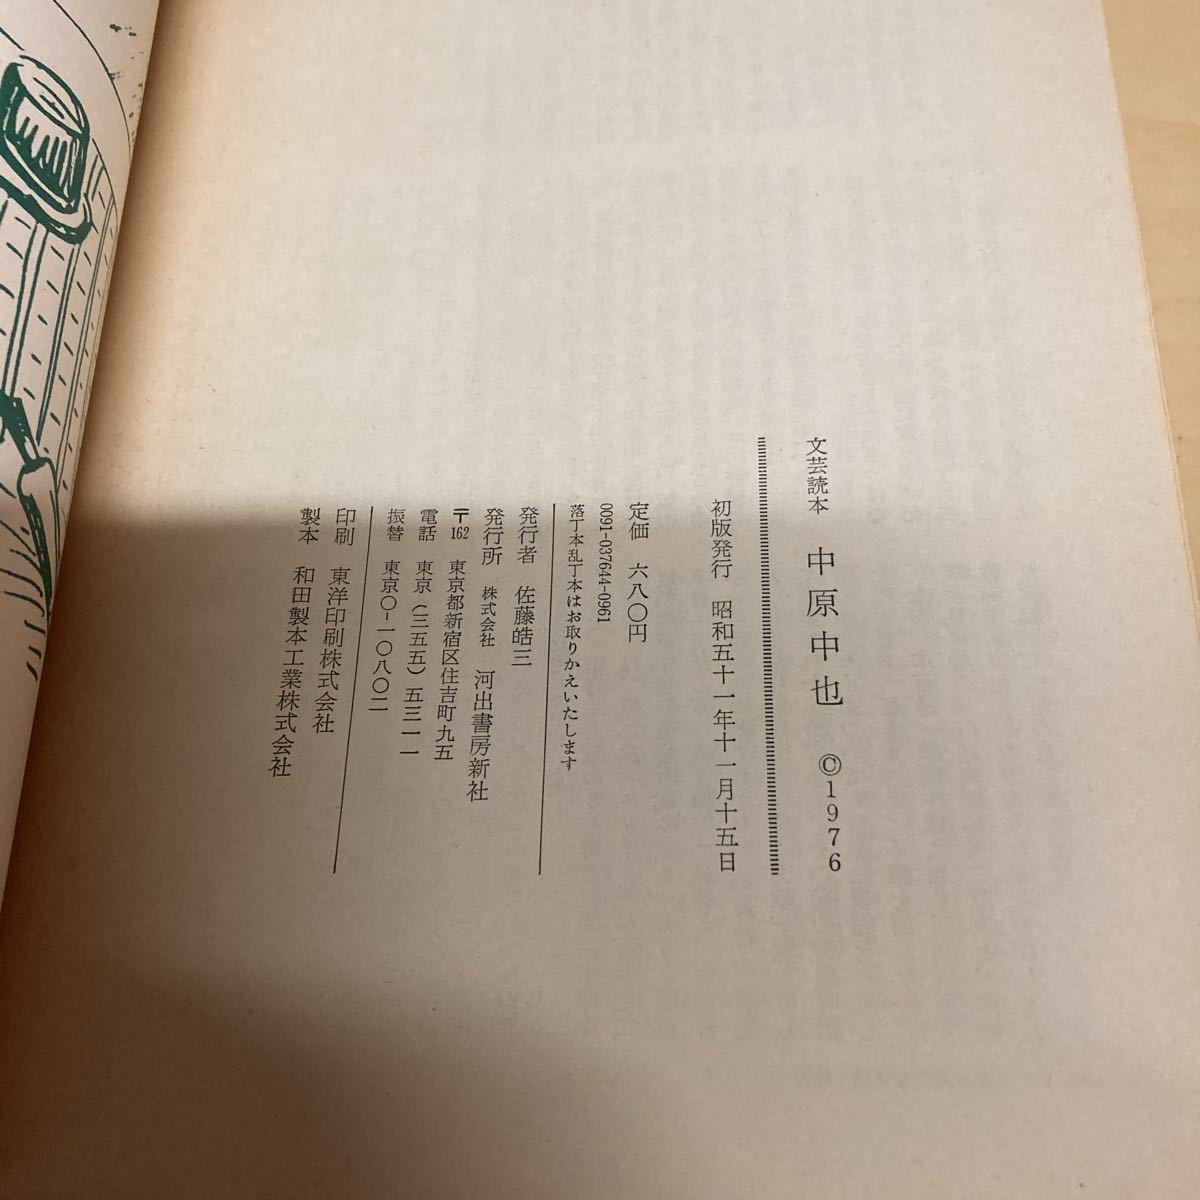 文芸読本　中原中也　©1976
初版発行　昭和五十一年十一月十五日
定価　六八〇円
0091-037644-0961
落丁本乱丁本はお取りかえいたします
発行者　佐藤皓三
発行所　株式会社　河出書房新社
〒162　東京都新宿区住吉町九五
電話　東京（三五五）五三一一
振替　東京〇-一〇八〇二
印刷　東洋印刷株式会社
製本　和田製本工業株式会社